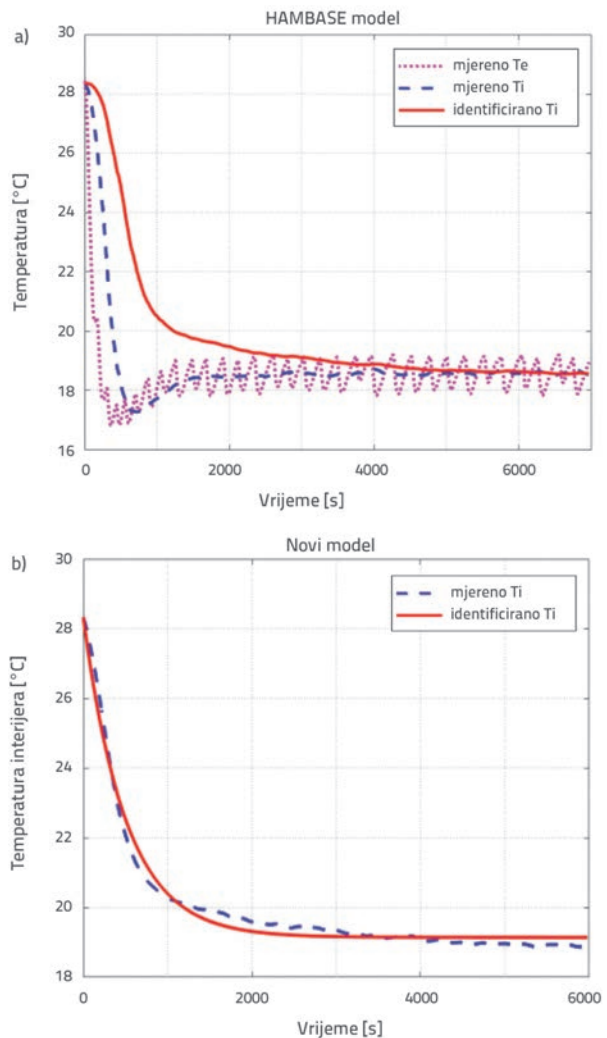 HAMBASE model
a)
30
28
26
24
22
20
18
16
Temperatura [°C]
mjereno Te
mjereno Ti
identificirano Ti
0
2000
4000
6000
Vrijeme [s]
Novi model
b)
30
28
26
24
22
20
18
Temperatura interijera [°C]
mjereno Ti
identificirano Ti
0
2000
4000
6000
Vrijeme [s]